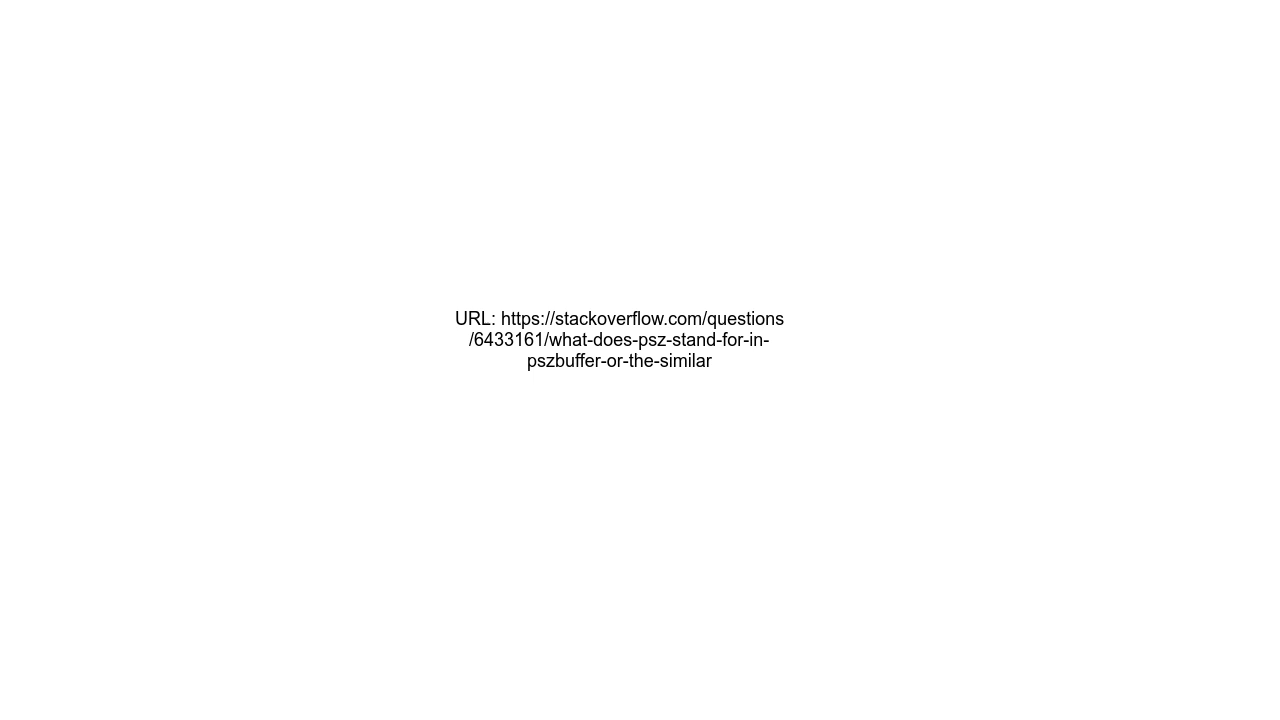 URL: https://stackoverflow.com/questions
/6433161/what-does-psz-stand-for-in-
pszbuffer-or-the-similar